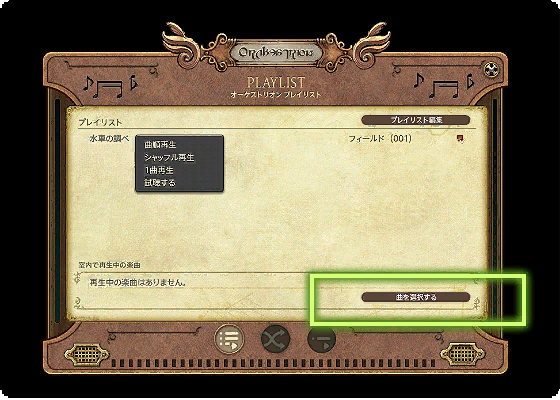 Orchestrion
PLAYLIST
オーケストリオン プレイリスト
プレイリスト
プレイリスト編集
水車の調べ
フィールド（001）
曲順再生
シャッフル再生
1曲再生
試聴する
室内で再生中の楽曲
再生中の楽曲はありません。
曲を選択する